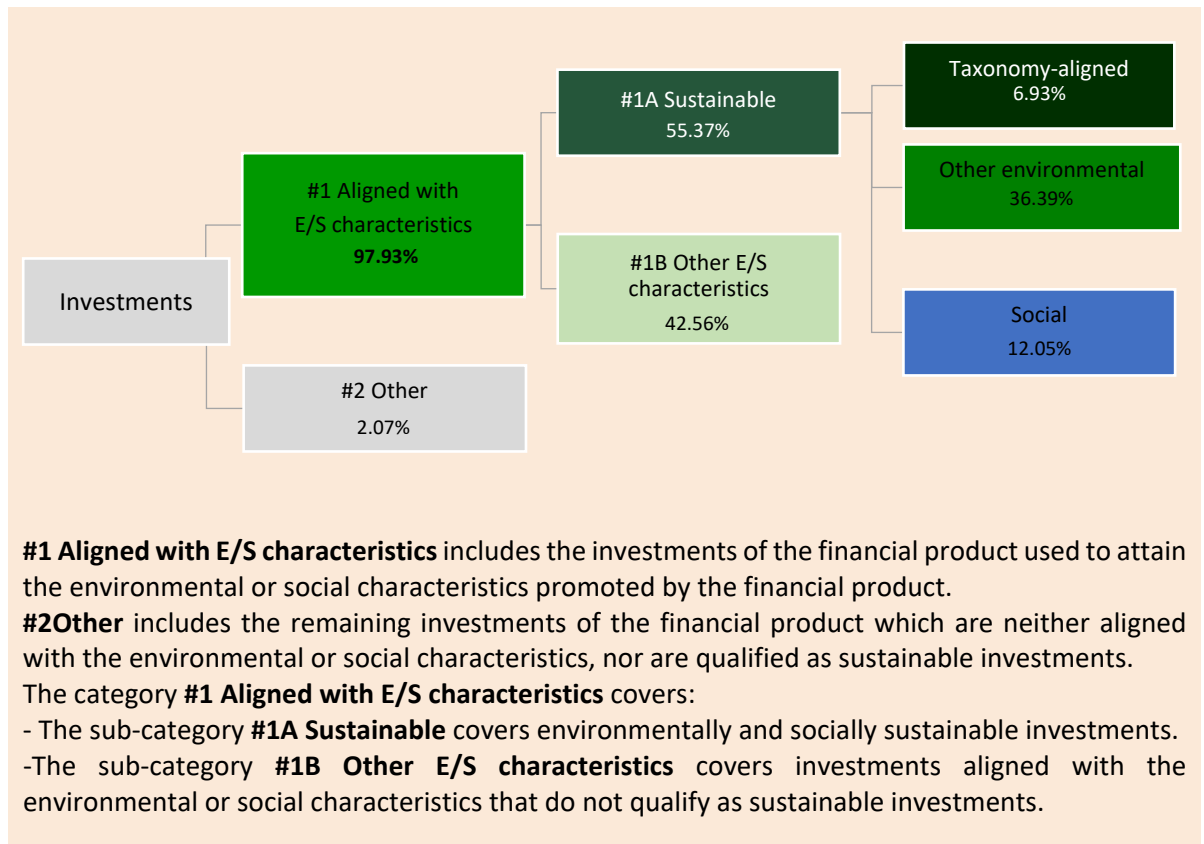 Investments
#1 Aligned with
E/S characteristics
97.93%
#2 Other
2.07%
#1A Sustainable
55.37%
#1B Other E/S
characteristics
42.56%
Taxonomy-aligned
6.93%
Other environmental
36.39%
Social
12.05%
#1 Aligned with E/S characteristics includes the investments of the financial product used to attain
the environmental or social characteristics promoted by the financial product.
#2Other includes the remaining investments of the financial product which are neither aligned
with the environmental or social characteristics, nor are qualified as sustainable investments.
The category #1 Aligned with E/S characteristics covers:
- The sub-category #1A Sustainable covers environmentally and socially sustainable investments.
-The sub-category #1B Other E/S characteristics covers investments aligned with the
environmental or social characteristics that do not qualify as sustainable investments.